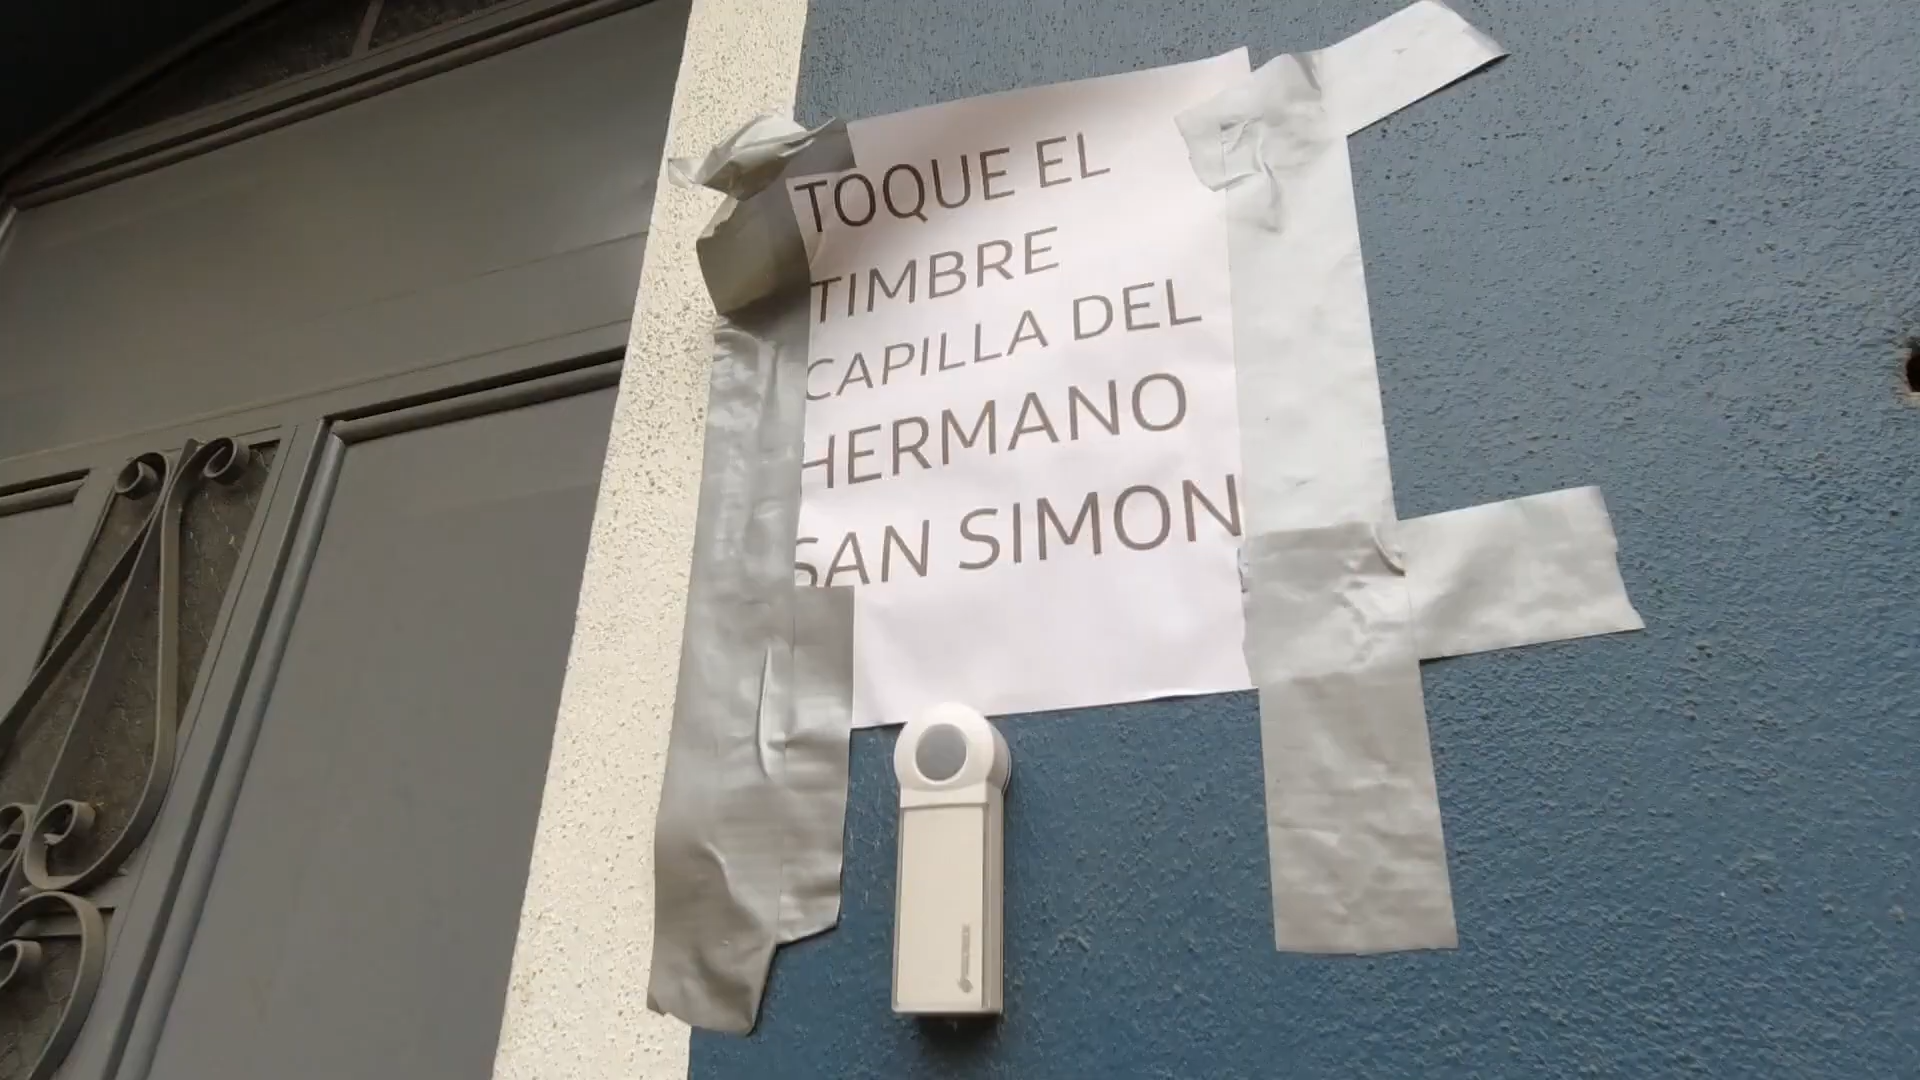 TOQUE EL
TIMBRE
CAPILLA DEL
HERMANO
SAN SIMON